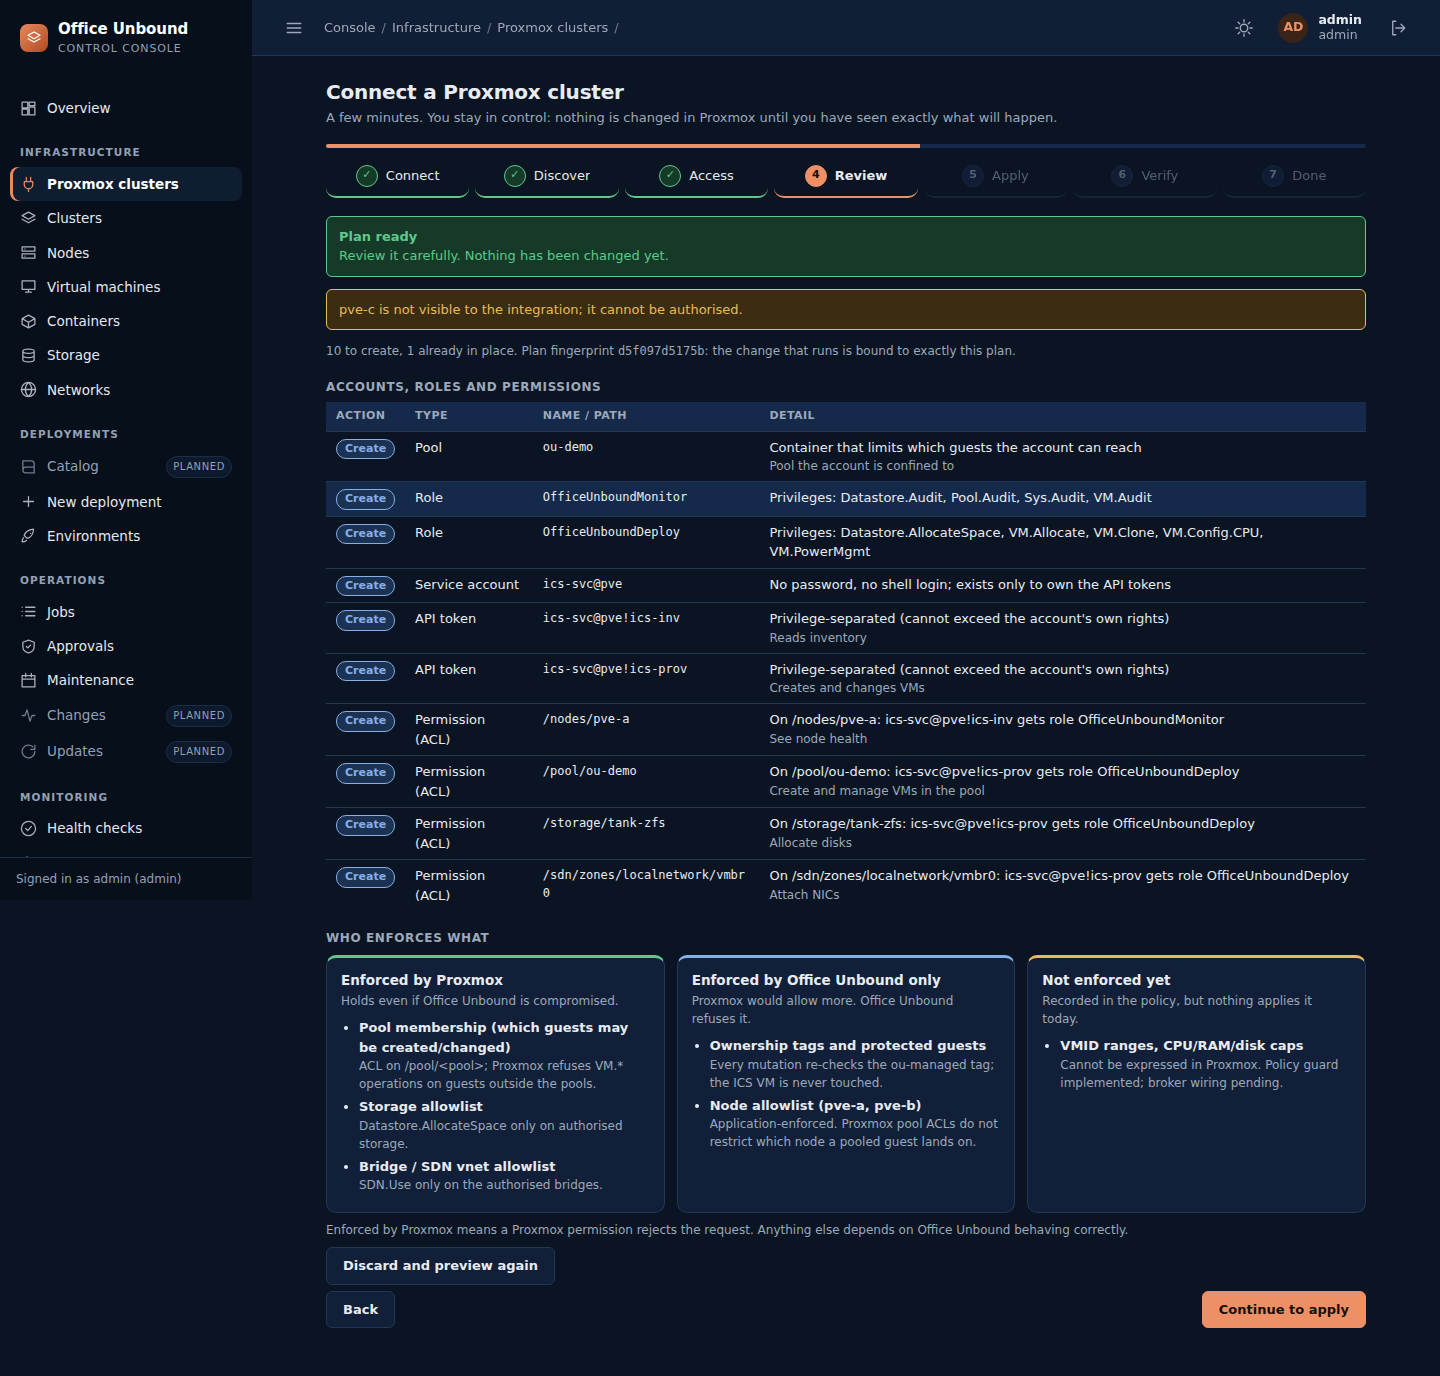 Office Unbound
CONTROL CONSOLE
Overview
INFRASTRUCTURE
Proxmox clusters
Clusters
Nodes
Virtual machines
Containers
Storage
Networks
DEPLOYMENTS
Catalog PLANNED
New deployment
Environments
OPERATIONS
Jobs
Approvals
Maintenance
Changes PLANNED
Updates PLANNED
MONITORING
Health checks
Signed in as admin (admin)
Console / Infrastructure / Proxmox clusters /
AD
admin
admin
Connect a Proxmox cluster
A few minutes. You stay in control: nothing is changed in Proxmox until you have seen exactly what will happen.
✓ Connect ✓ Discover ✓ Access 4 Review 5 Apply 6 Verify 7 Done
Plan ready
Review it carefully. Nothing has been changed yet.
pve-c is not visible to the integration; it cannot be authorised.
10 to create, 1 already in place. Plan fingerprint d5f097d5175b: the change that runs is bound to exactly this plan.
ACCOUNTS, ROLES AND PERMISSIONS
ACTION TYPE NAME / PATH DETAIL
Create Pool ou-demo Container that limits which guests the account can reach
Pool the account is confined to
Create Role OfficeUnboundMonitor Privileges: Datastore.Audit, Pool.Audit, Sys.Audit, VM.Audit
Create Role OfficeUnboundDeploy Privileges: Datastore.AllocateSpace, VM.Allocate, VM.Clone, VM.Config.CPU,
VM.PowerMgmt
Create Service account ics-svc@pve No password, no shell login; exists only to own the API tokens
Create API token ics-svc@pve!ics-inv Privilege-separated (cannot exceed the account's own rights)
Reads inventory
Create API token ics-svc@pve!ics-prov Privilege-separated (cannot exceed the account's own rights)
Creates and changes VMs
Create Permission /nodes/pve-a On /nodes/pve-a: ics-svc@pve!ics-inv gets role OfficeUnboundMonitor
(ACL) See node health
Create Permission /pool/ou-demo On /pool/ou-demo: ics-svc@pve!ics-prov gets role OfficeUnboundDeploy
(ACL) Create and manage VMs in the pool
Create Permission /storage/tank-zfs On /storage/tank-zfs: ics-svc@pve!ics-prov gets role OfficeUnboundDeploy
(ACL) Allocate disks
Create Permission /sdn/zones/localnetwork/vmbr On /sdn/zones/localnetwork/vmbr0: ics-svc@pve!ics-prov gets role OfficeUnboundDeploy
(ACL) 0 Attach NICs
WHO ENFORCES WHAT
Enforced by Proxmox
Holds even if Office Unbound is compromised.
• Pool membership (which guests may
be created/changed)
ACL on /pool/<pool>; Proxmox refuses VM.*
operations on guests outside the pools.
• Storage allowlist
Datastore.AllocateSpace only on authorised
storage.
• Bridge / SDN vnet allowlist
SDN.Use only on the authorised bridges.
Enforced by Office Unbound only
Proxmox would allow more. Office Unbound
refuses it.
• Ownership tags and protected guests
Every mutation re-checks the ou-managed tag;
the ICS VM is never touched.
• Node allowlist (pve-a, pve-b)
Application-enforced. Proxmox pool ACLs do not
restrict which node a pooled guest lands on.
Not enforced yet
Recorded in the policy, but nothing applies it
today.
• VMID ranges, CPU/RAM/disk caps
Cannot be expressed in Proxmox. Policy guard
implemented; broker wiring pending.
Enforced by Proxmox means a Proxmox permission rejects the request. Anything else depends on Office Unbound behaving correctly.
Discard and preview again
Back
Continue to apply